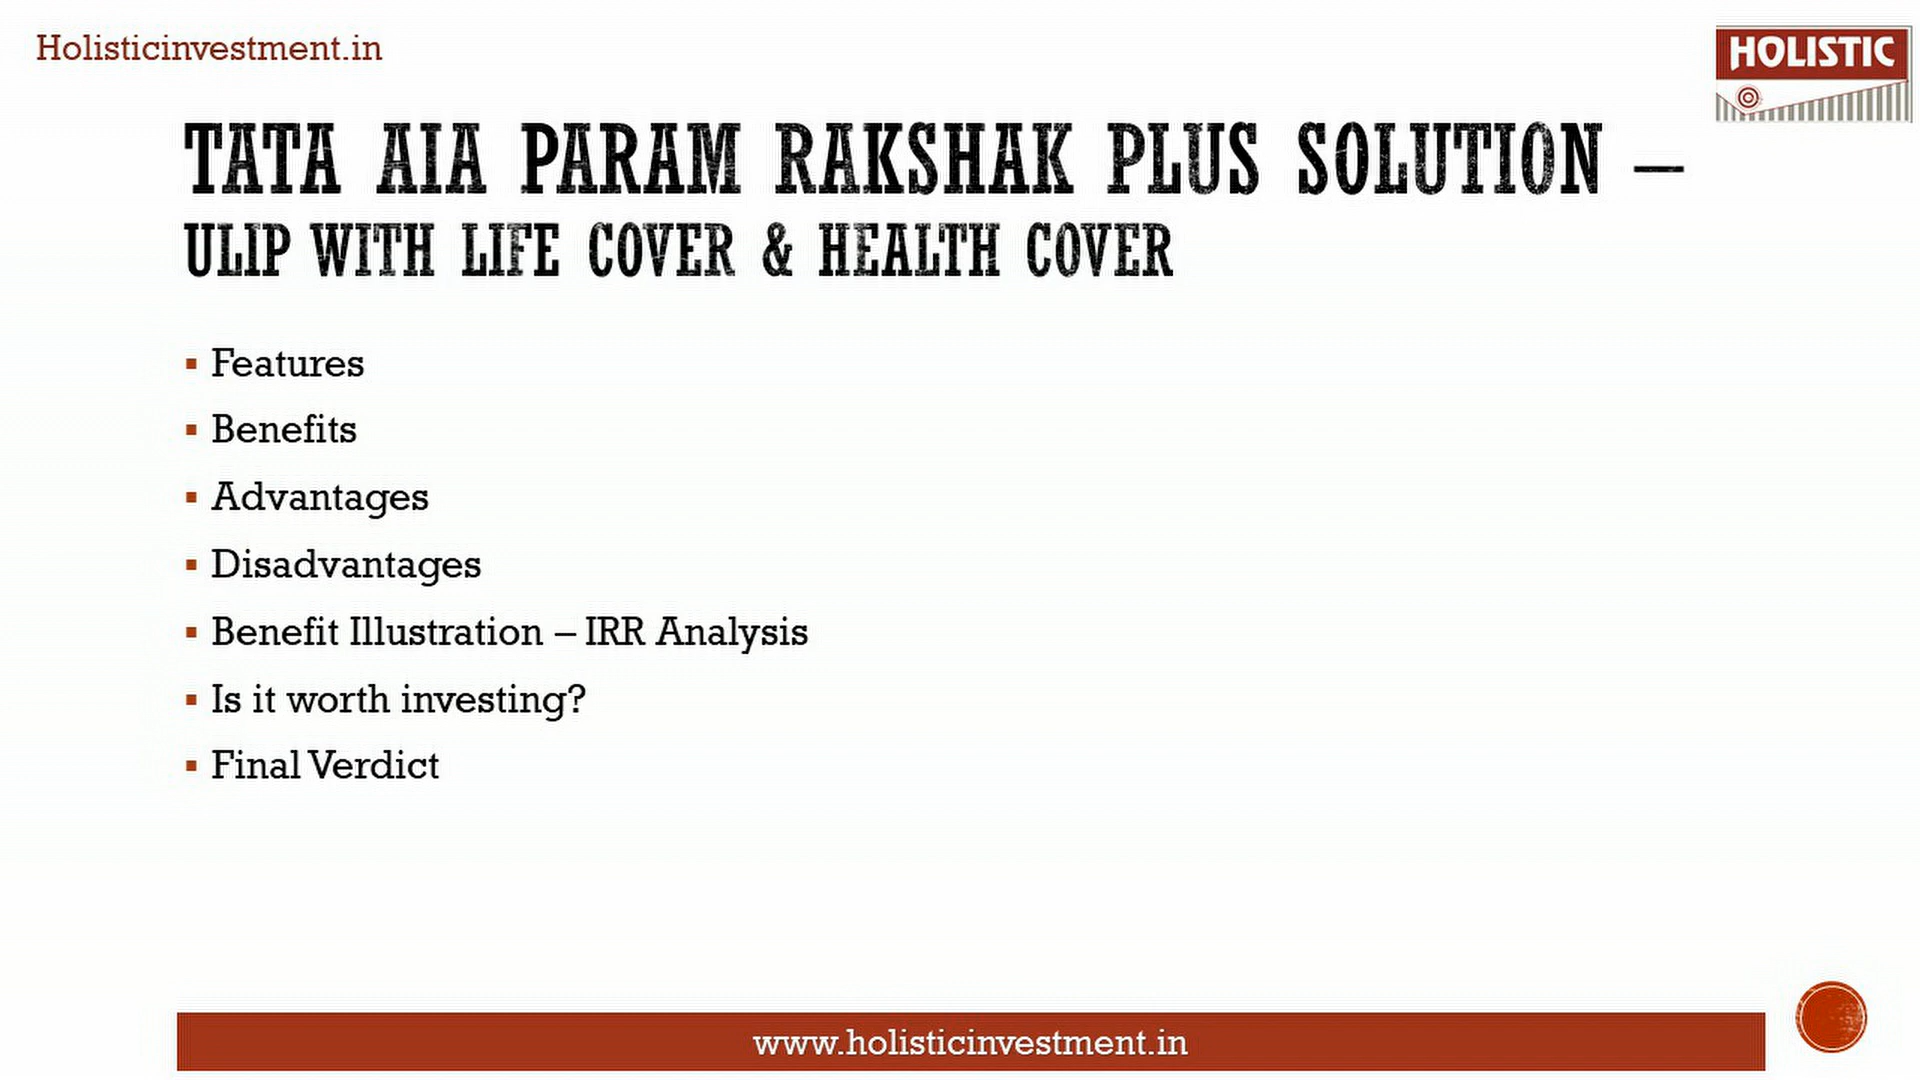 Holisticinvestment.in
HOLISTIC
TATA AIA PARAM RAKSHAK PLUS SOLUTION –
ULIP WITH LIFE COVER & HEALTH COVER
▪ Features
▪ Benefits
▪ Advantages
▪ Disadvantages
▪ Benefit Illustration – IRR Analysis
▪ Is it worth investing?
▪ Final Verdict
www.holisticinvestment.in